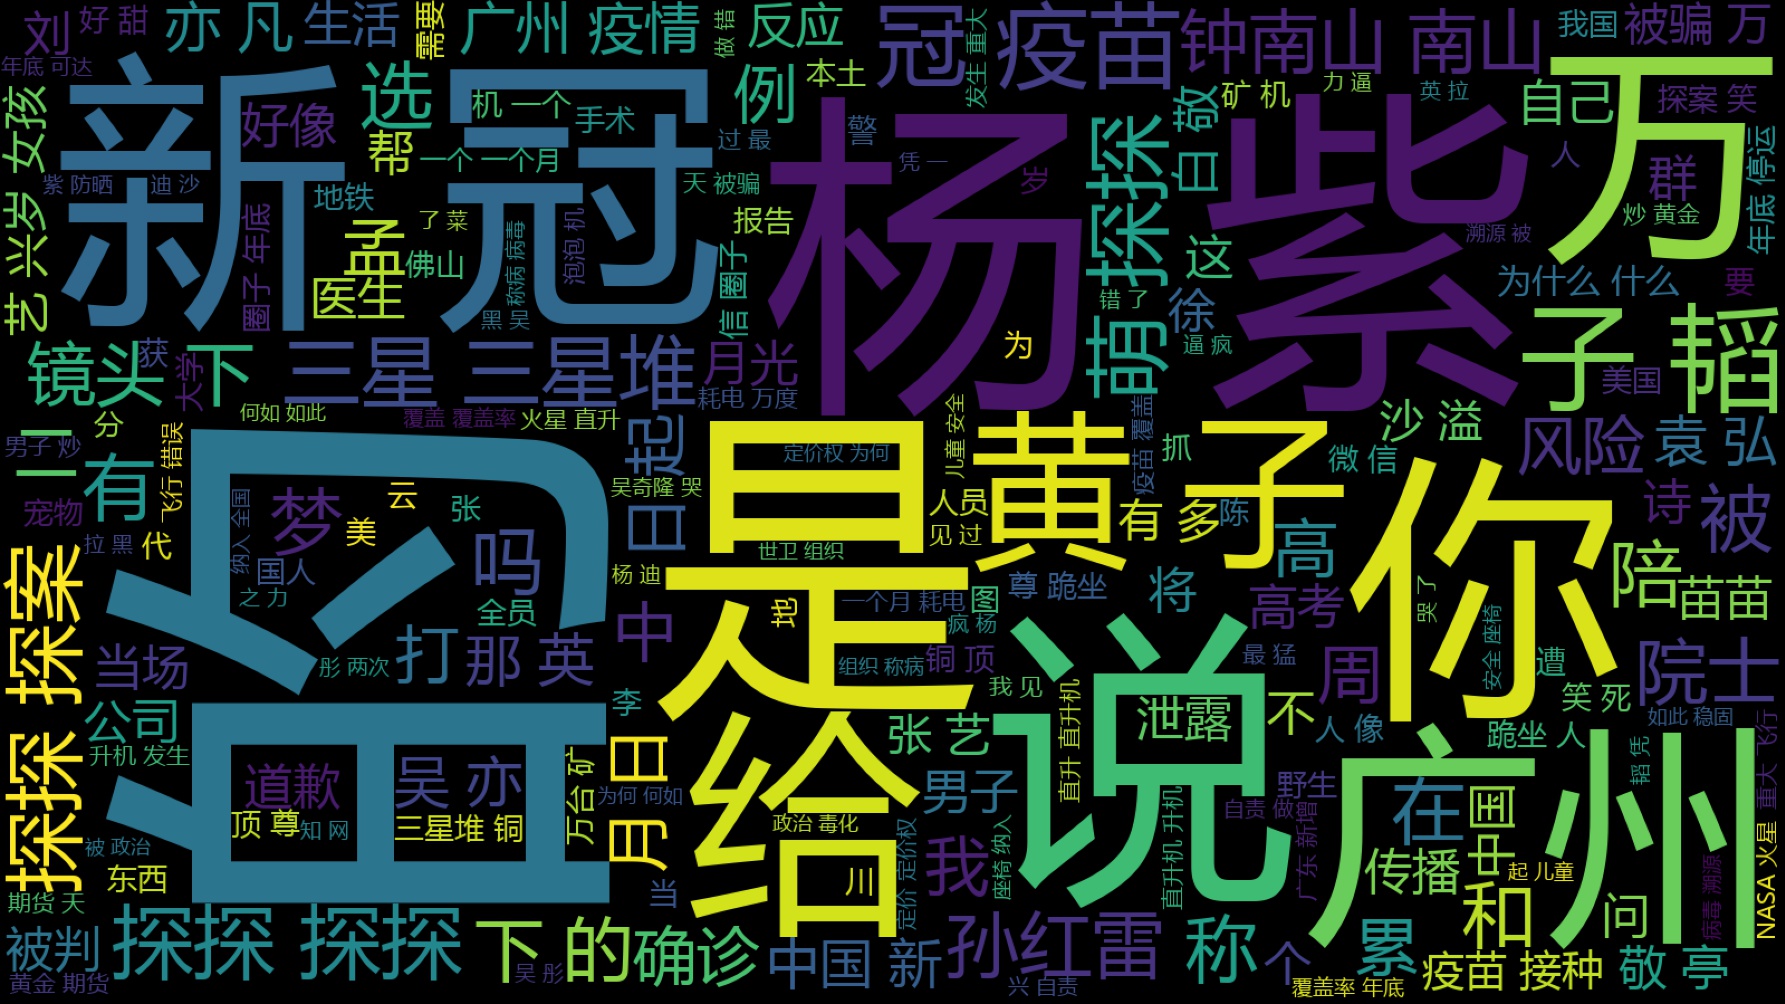 刘 好 甜
亦 凡
生活
需要
广州 疫情
做 错
反应
冠 疫苗
发生 重大
钟南山 南山
我国
被骗 万
年底 可达
新冠
好像
选
机 一个
手术
例
本土
矿 机
力 逼
英 拉
自己
探案 笑
万
艺 兴岁 女孩
紫 防晒
迪 沙
帮
一个 一个月
过 最
警
凭 一
岁
杨紫
探探 萌
白 敬
人
群
炒 黄金
年底 停运
地铁
天 被骗
孟
了 菜
报告
佛山
医生
称病 病毒
泡泡 机
圈子 年底
信 圈子
黑 吴
这
溯源 被
为什么 什么
要
错 了
徐
逼 疯
为
子 韬
美国
镜头 下
获
大字
三星 三星堆
月光
耗电 万度
何如 如此
覆盖 覆盖率
火星 直升
分
男子 炒
一 有
飞行 错误
宠物
拉 黑
代
们
纳入 全国
梦
美
云
张
吗
国人
之 力
全员
日 起
吴奇隆 哭
是
定价权 为何
世卫 组织
儿童 安全
黄子
疫苗 覆盖
抓
沙 溢
微 信
风险
袁 弘
人员
见 过
有 多
陈
高
你
诗
被
杨 迪
一个月 耗电
图
尊 跪坐
将
高考
哭 了
安全 座椅
陪
苗苗
探探 探案
当场
彤 两次
打
那 英
中
地
疯 杨
组织 称病
铜 顶
我 见
最 猛
周
遭
笑 死
院士
如此 稳固
公司
升机 发生
李
给
张 艺
说
泄露
不
人 像
跪坐 人
韬 凭
重大 飞行
直升 直升机
道歉
吴 亦
顶 尊
知 网
三星堆 铜
万台 矿
月 日
为何 何如
政治 毒化
男子
野生
自责 做错
广州
在
中 国
被 政治
东西
期货 天
当
川
定价 定价权
我
座椅 纳入
直升机 升机
广东 新增
传播
起 儿童
病毒 溯源
NASA 火星
被判
黄金 期货
探探 探探
下 的
吴 彤
确诊
中国 新
孙红雷
兴 自责
称
个
累
覆盖率 年底
和
问
疫苗 接种
敬 亭